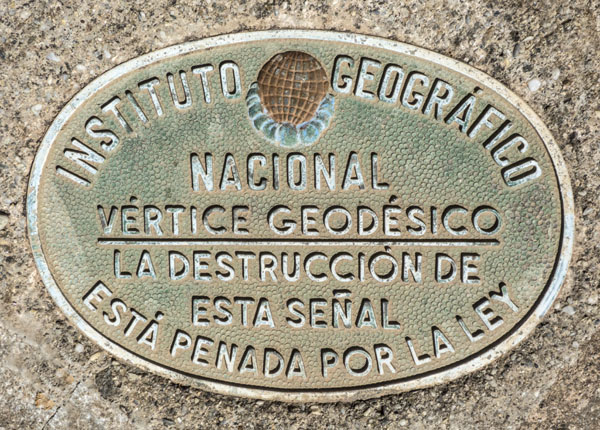 INSTITUTO GEOGRÁFICO
NACIONAL
VÉRTICE GEODÉSICO
LA DESTRUCCIÓN DE
ESTA SEÑAL
ESTÁ PENADA POR LA LEY